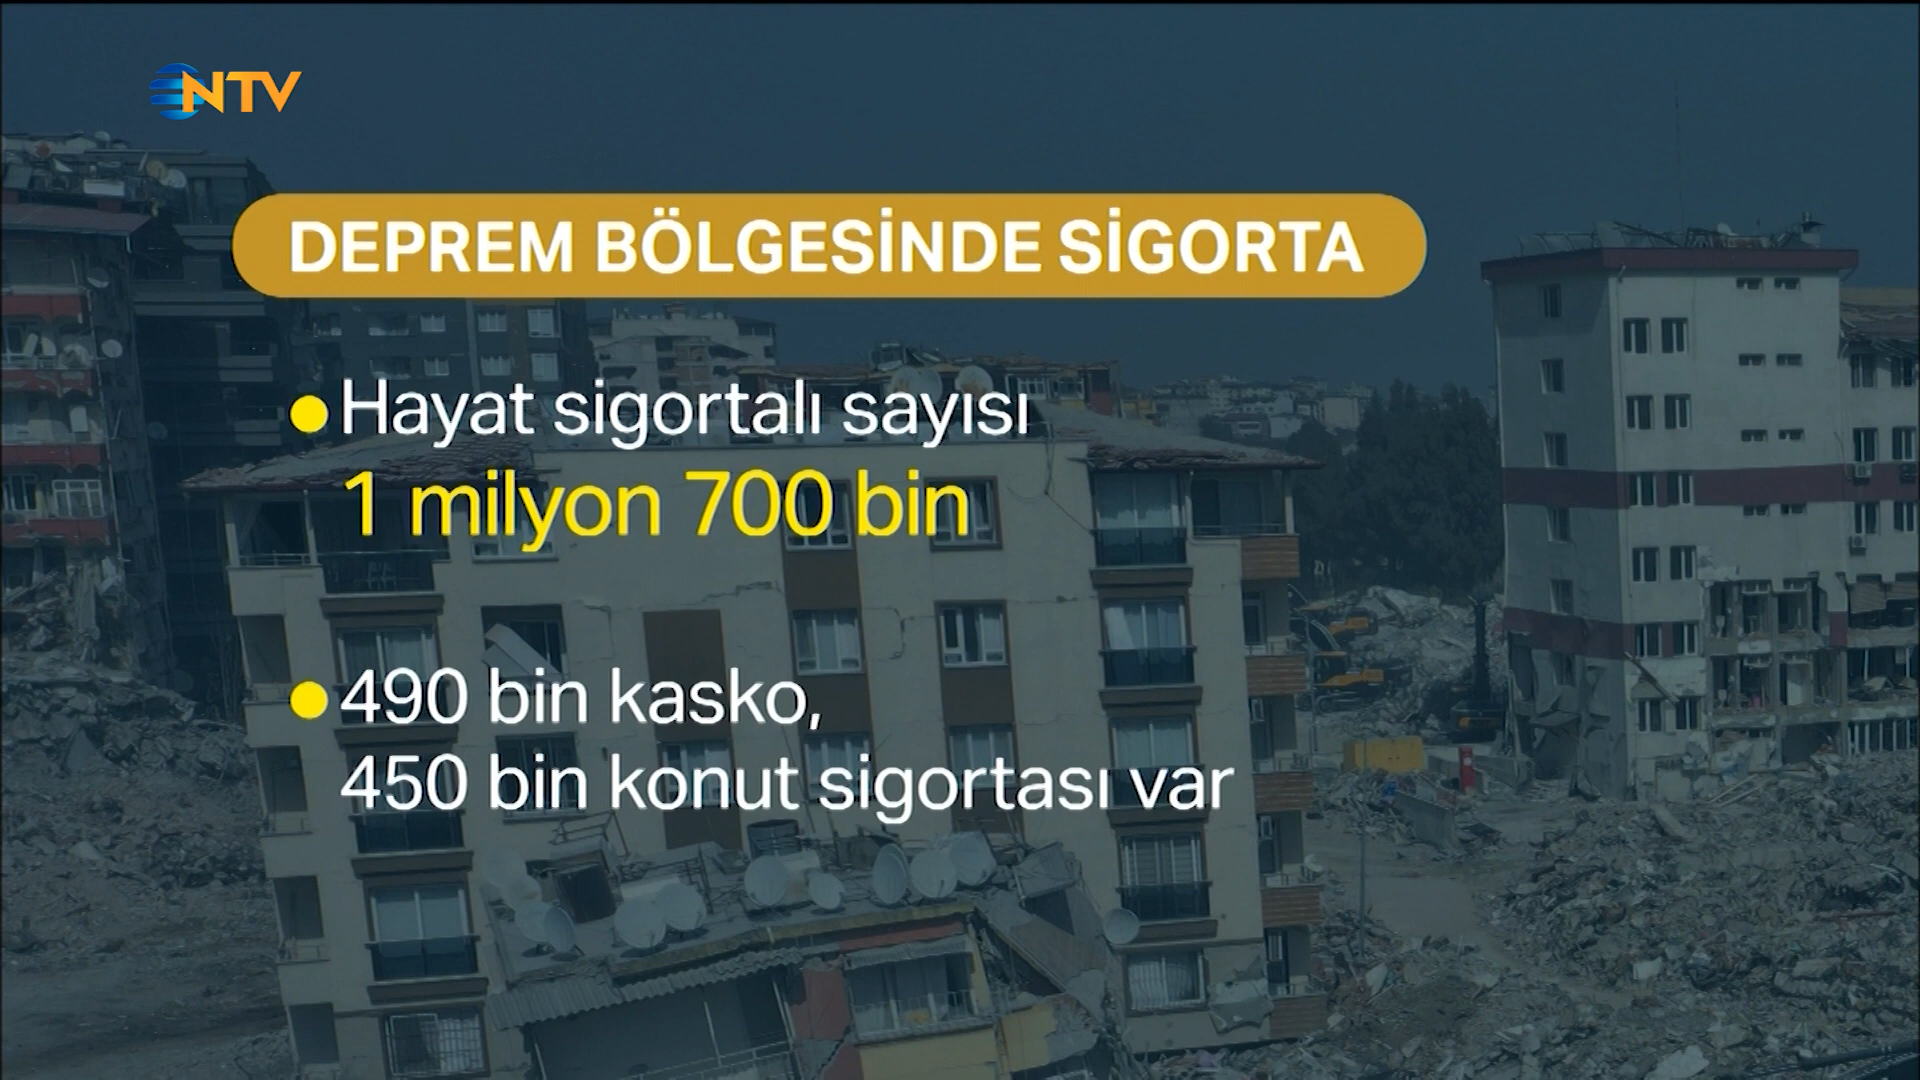 NTV
DEPREM BÖLGESİNDE SİGORTA
Hayat sigortalı sayısı
1 milyon 700 bin
490 bin kasko,
450 bin konut sigortası var